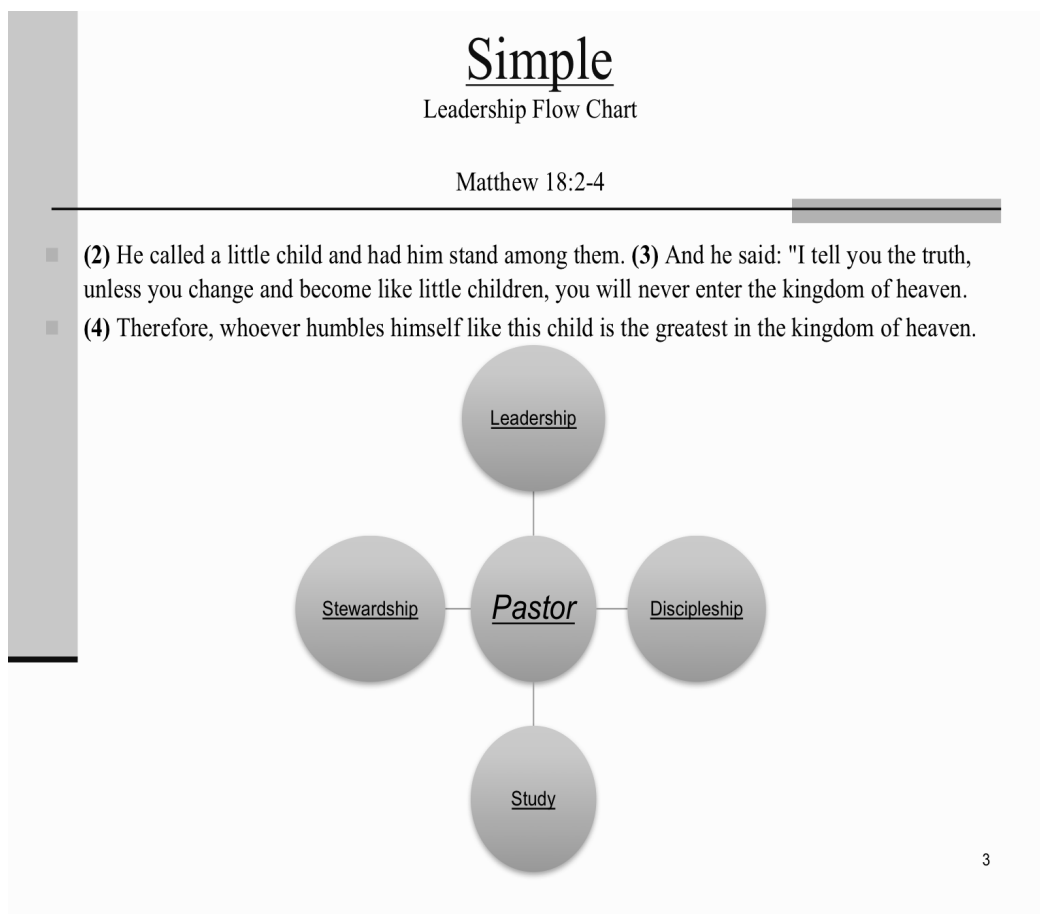 Simple
Leadership Flow Chart
Matthew 18:2-4
(2) He called a little child and had him stand among them. (3) And he said: "I tell you the truth,
unless you change and become like little children, you will never enter the kingdom of heaven.
(4) Therefore, whoever humbles himself like this child is the greatest in the kingdom of heaven.
Leadership
Stewardship
Pastor
Discipleship
Study
3